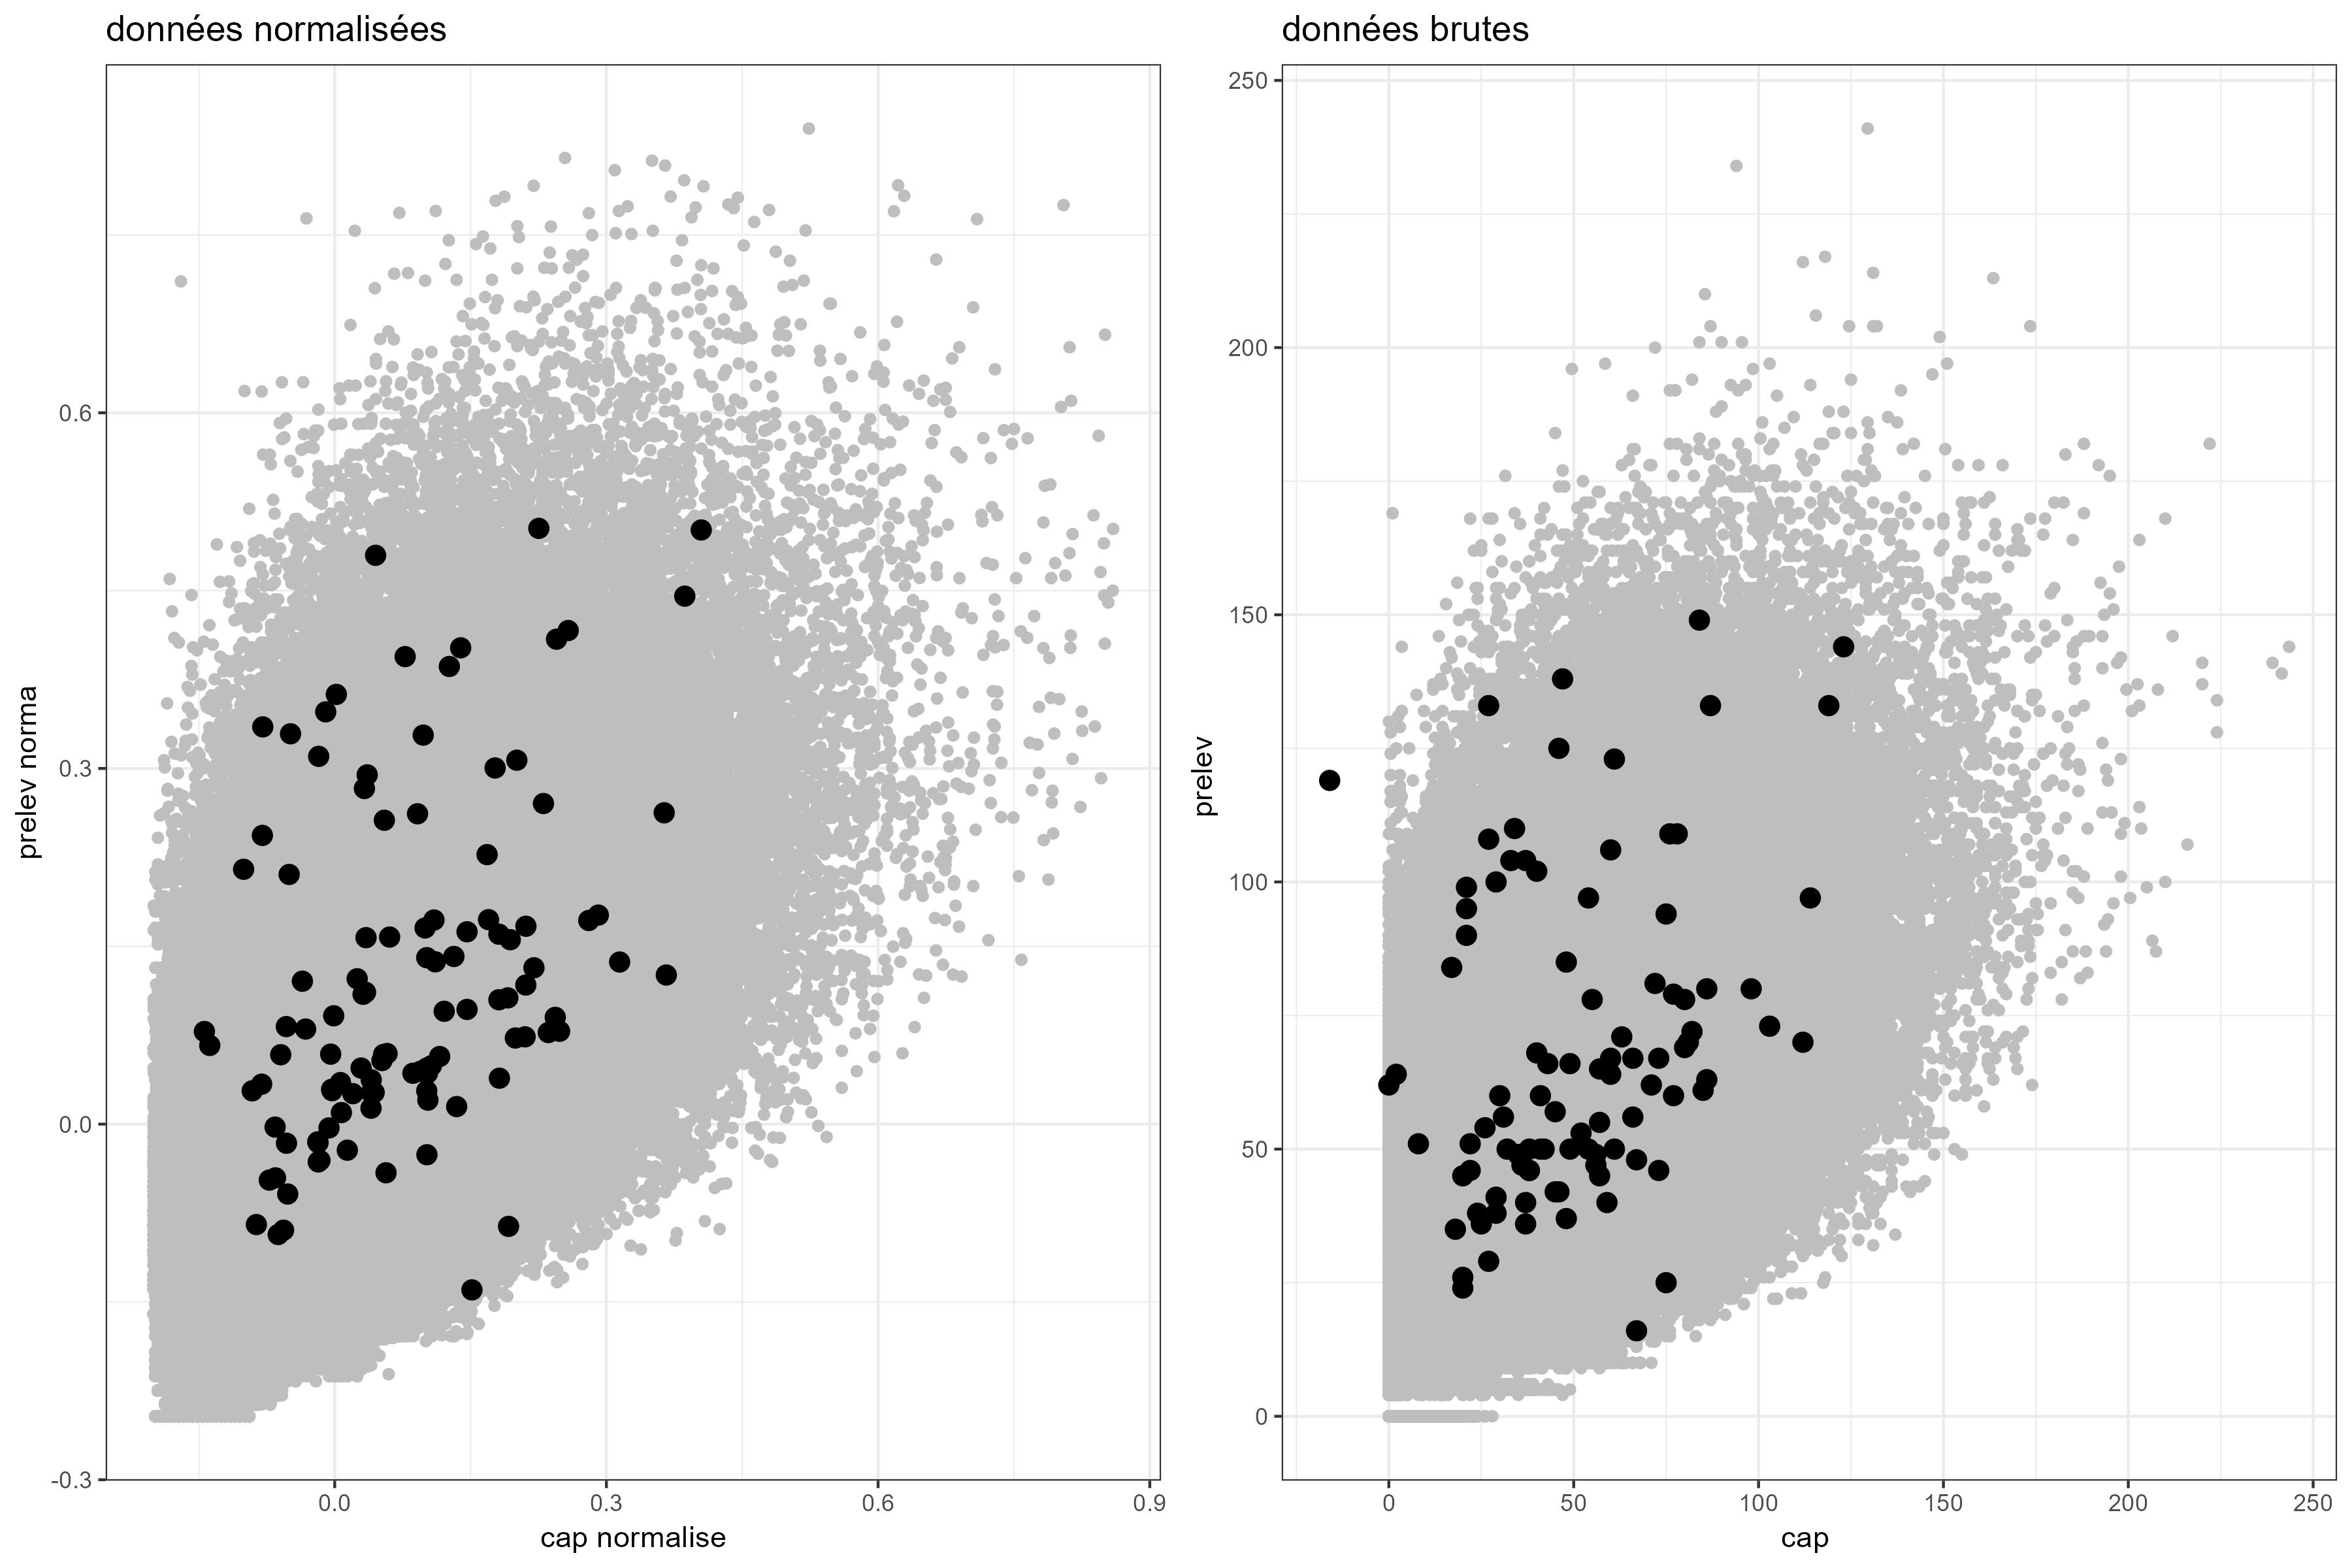 données normalisées
prelev norma
0.6
0.3
0.0
-0.3
0.0 0.3 0.6 0.9
cap normalise
données brutes
prelev
250
200
150
100
50
0
0 50 100 150 200 250
cap